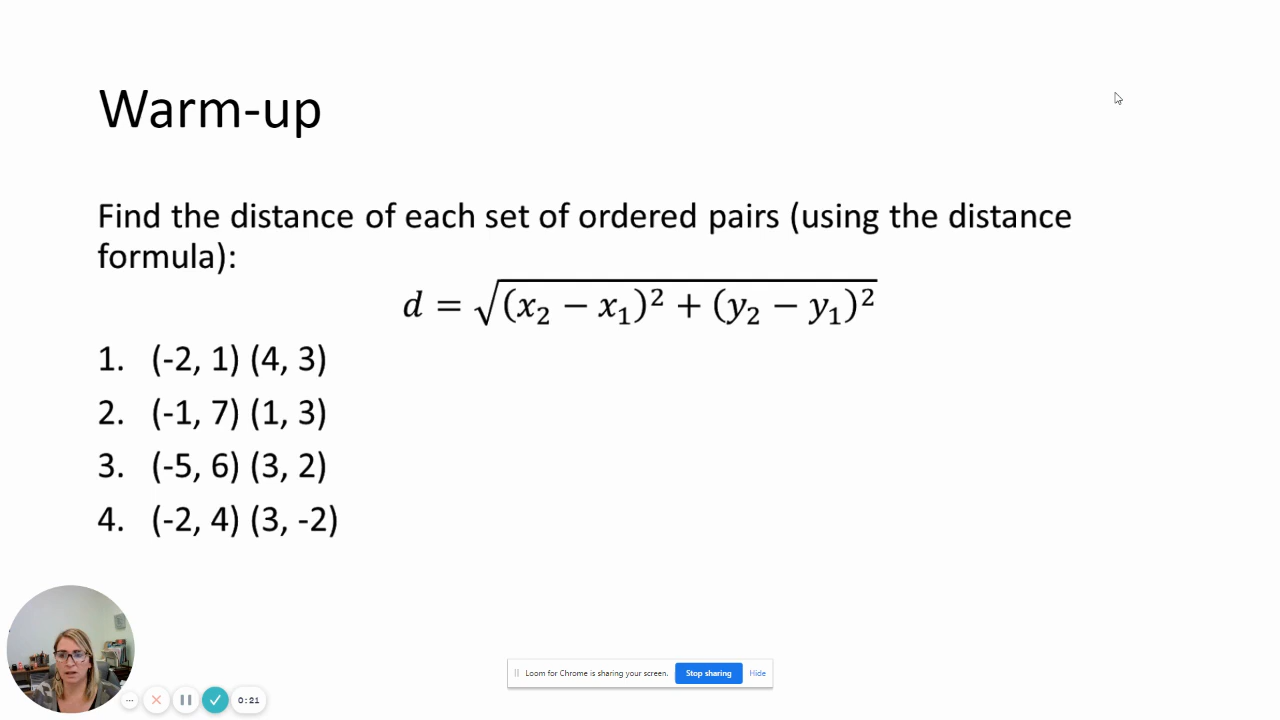 Warm-up
Find the distance of each set of ordered pairs (using the distance
formula):
d = √(x₂ − x₁)² + (y₂ − y₁)²
1. (-2, 1) (4, 3)
2. (-1, 7) (1, 3)
3. (-5, 6) (3, 2)
4. (-2, 4) (3, -2)
Loom for Chrome is sharing your screen. Stop sharing Hide
0:21